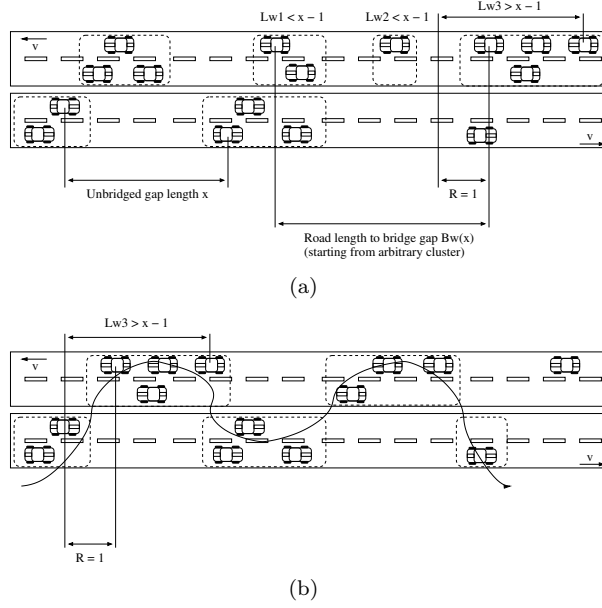 Lw1 < x – 1 Lw2 < x – 1 Lw3 > x – 1
v
v
Unbridged gap length x
R = 1
Road length to bridge gap Bw(x)
(starting from arbitrary cluster)
(a)
Lw3 > x – 1
v
v
R = 1
(b)